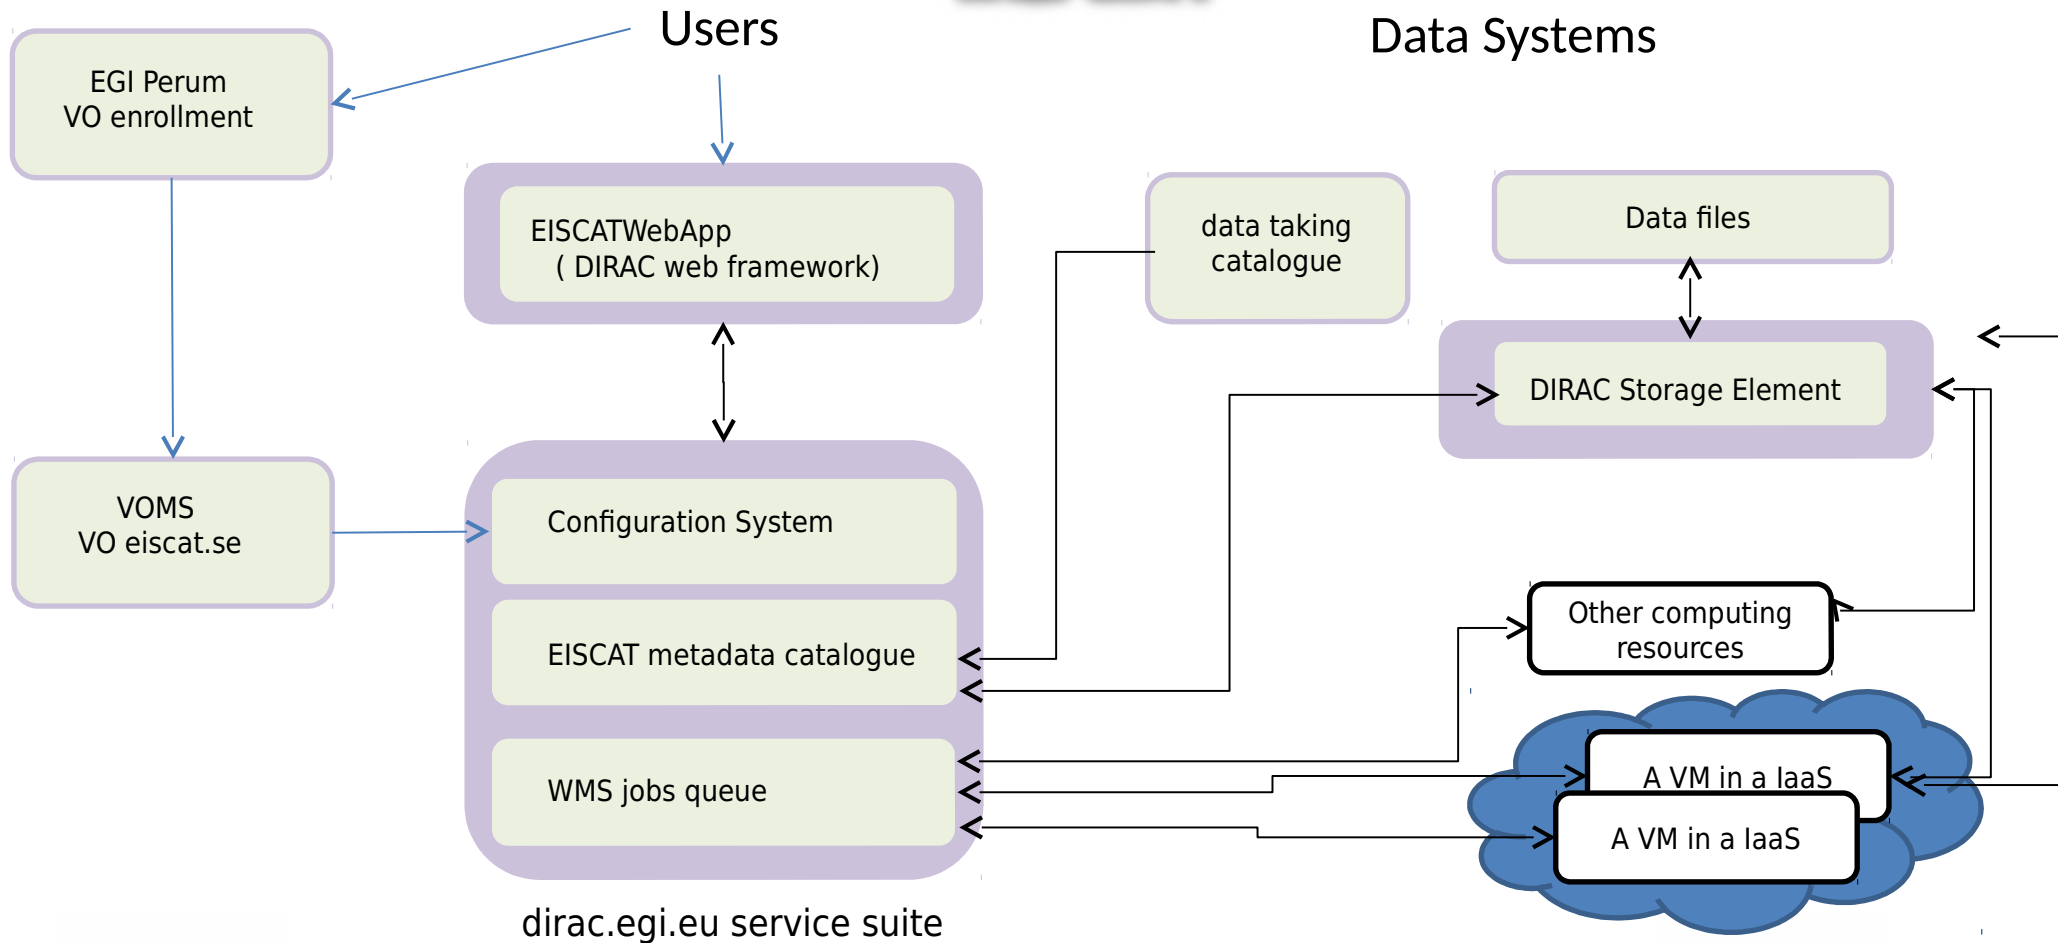 Users
Data Systems
EGI Perum
VO enrollment
EISCATWebApp
( DIRAC web framework)
data taking
catalogue
Data files
DIRAC Storage Element
VOMS
VO eiscat.se
Configuration System
EISCAT metadata catalogue
WMS jobs queue
Other computing
resources
A VM in a IaaS
A VM in a IaaS
dirac.egi.eu service suite